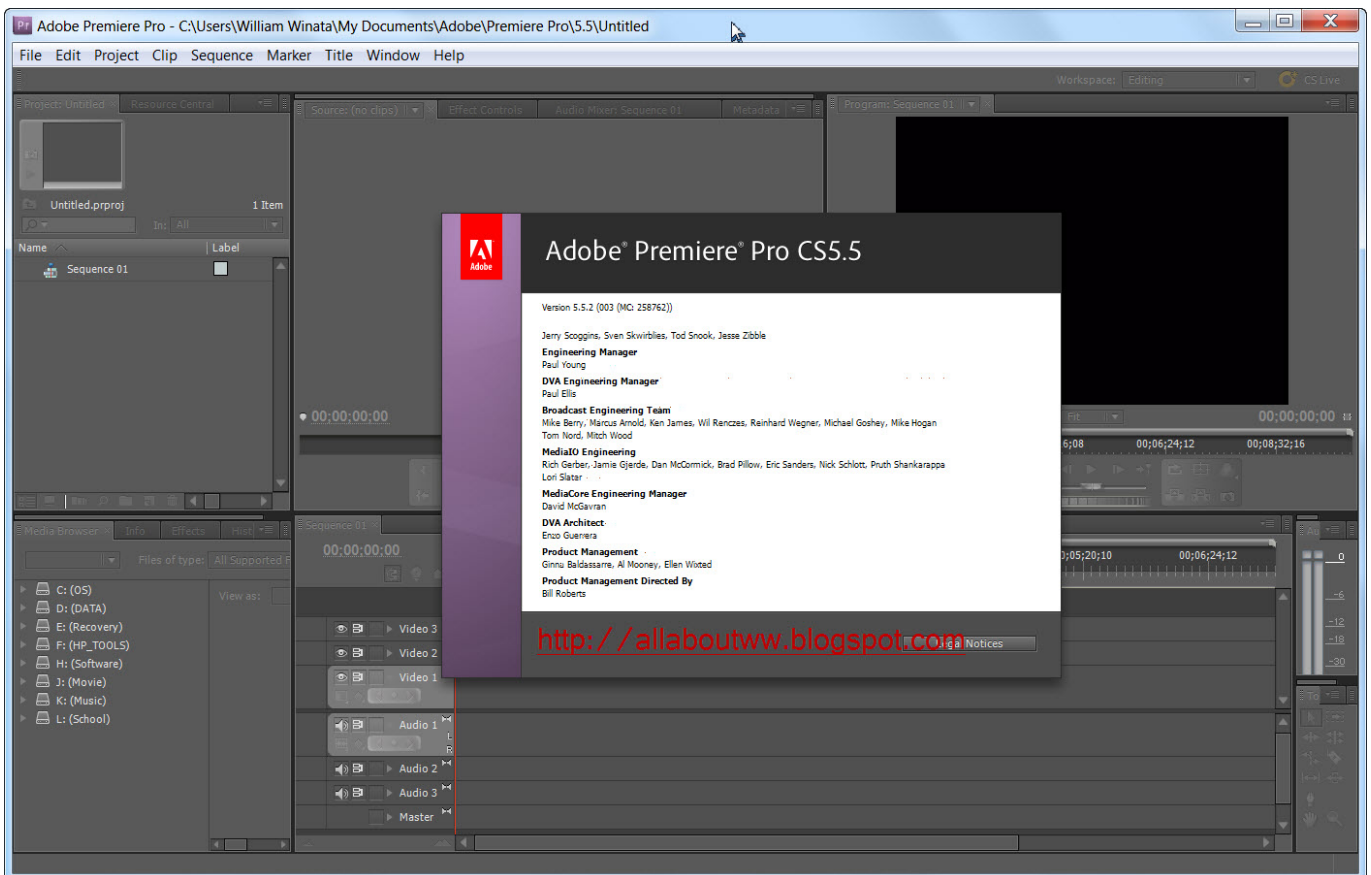 Adobe Premiere Pro - C:\Users\William Winata\My Documents\Adobe\Premiere Pro\5.5\Untitled
File Edit Project Clip Sequence Marker Title Window Help
Workspace: Editing
CS Live
Project: Untitled
Resource Central
Source: (no clips)
Effect Controls
Audio Mixer: Sequence 01
Metadata
Program: Sequence 01
Untitled.prproj
1 Item
In: All
Name
Label
Sequence 01
Adobe
Adobe® Premiere® Pro CS5.5
Version 5.5.2 (003 (MC: 258762))
Jerry Scoggins, Sven Skwirblies, Tod Snook, Jesse Zibble
Engineering Manager
Paul Young
DVA Engineering Manager
Paul Ellis
Broadcast Engineering Team
Mike Berry, Marcus Arnold, Ken James, Wil Renczes, Reinhard Wegner, Michael Goshey, Mike Hogan
Tom Nord, Mitch Wood
MediaIO Engineering
Rich Gerber, Jamie Gjerde, Dan McCormick, Brad Pillow, Eric Sanders, Nick Schlott, Pruth Shankarappa
Lori Slatar
MediaCore Engineering Manager
David McGavran
DVA Architect
Enzo Guerrera
Product Management
Ginnu Baldassarre, Al Mooney, Ellen Wixted
Product Management Directed By
Bill Roberts
http://allaboutww.blogspot.com
Notices
00;00;00;00
Fit
00;00;00;00
6;08
00;06;24;12
00;08;32;16
Media Browser
Info
Effects
Hist
Files of type: All Supported F
View as:
C: (OS)
D: (DATA)
E: (Recovery)
F: (HP_TOOLS)
H: (Software)
J: (Movie)
K: (Music)
L: (School)
Sequence 01
00;00;00;00
0;05;20;10
00;06;24;12
Video 3
Video 2
Video 1
Audio 1
L
R
Audio 2
Audio 3
Master
Au
0
-6
-12
-18
-30
To